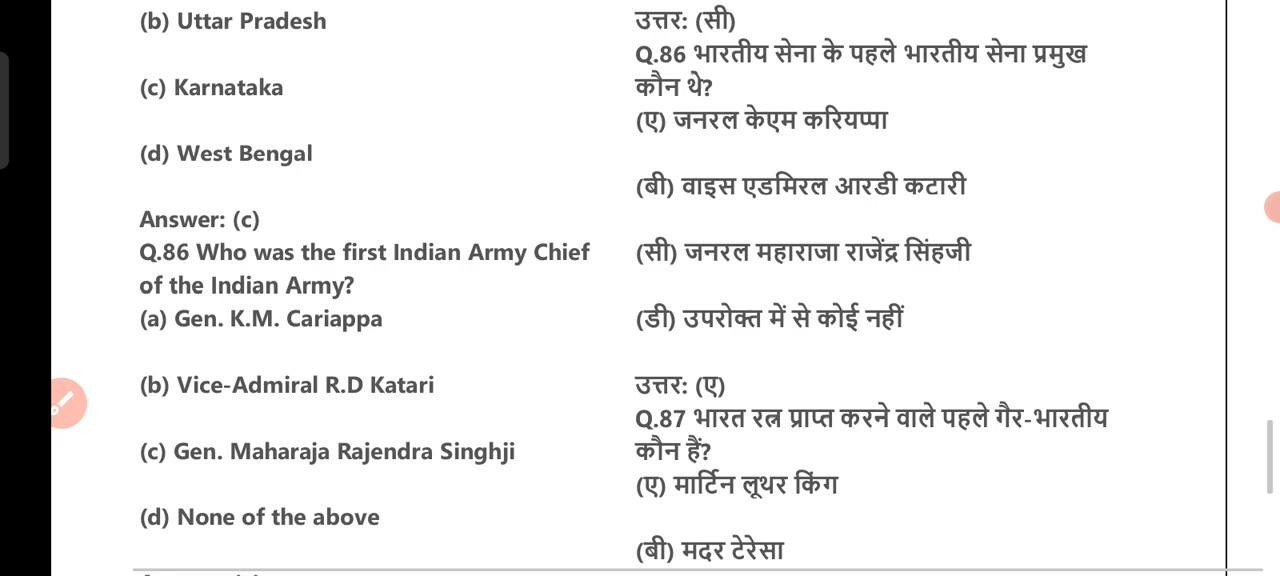 (b) Uttar Pradesh
(c) Karnataka
(d) West Bengal
Answer: (c)
Q.86 Who was the first Indian Army Chief
of the Indian Army?
(a) Gen. K.M. Cariappa
(b) Vice-Admiral R.D Katari
(c) Gen. Maharaja Rajendra Singhji
(d) None of the above
उत्तर: (सी)
Q.86 भारतीय सेना के पहले भारतीय सेना प्रमुख
कौन थे?
(ए) जनरल केएम करियप्पा
(बी) वाइस एडमिरल आरडी कटारी
(सी) जनरल महाराजा राजेंद्र सिंहजी
(डी) उपरोक्त में से कोई नहीं
उत्तर: (ए)
Q.87 भारत रत्न प्राप्त करने वाले पहले गैर-भारतीय
कौन हैं?
(ए) मार्टिन लूथर किंग
(बी) मदर टेरेसा